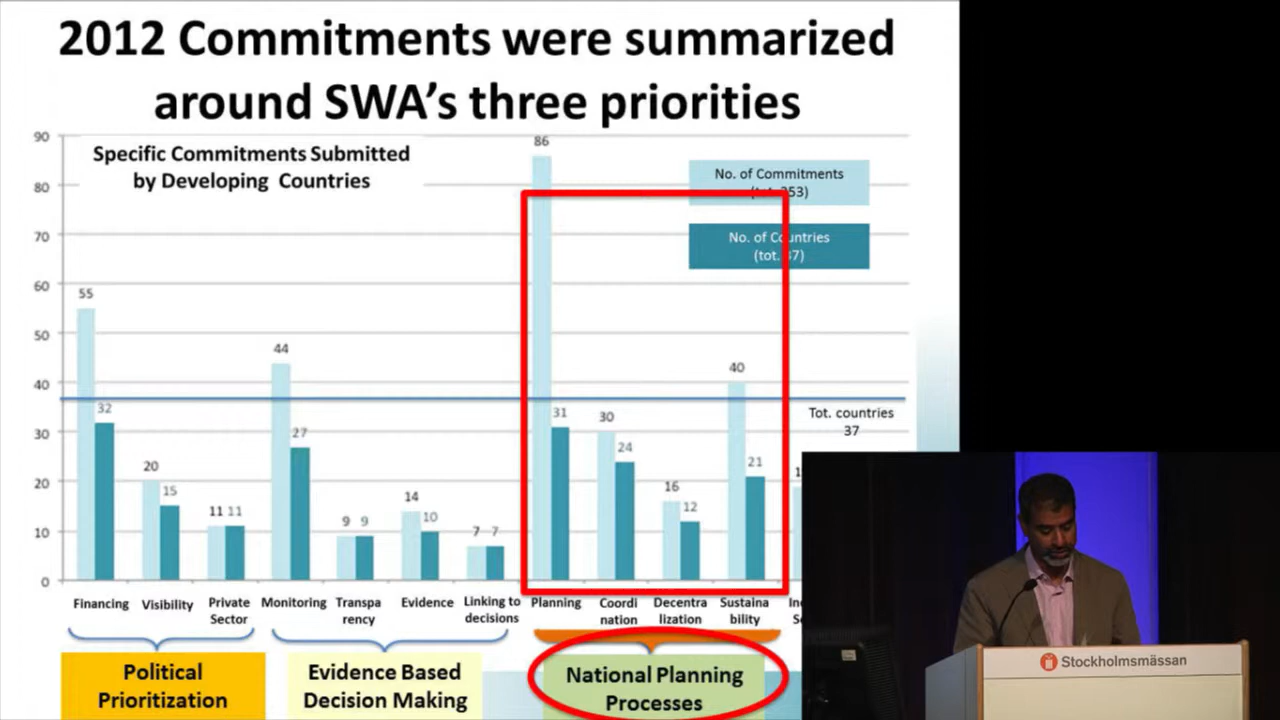 2012 Commitments were summarized
around SWA's three priorities
Specific Commitments Submitted
by Developing Countries
No. of Commitments
(tot. 353)
No. of Countries
(tot. 37)
90
80
70
60
50
40
30
20
10
0
55
32
20
15
11 11
44
27
9 9
14
10
7 7
86
31
30
24
16
12
40
21
Tot. countries
37
Financing
Visibility
Private
Sector
Monitoring
Transpa
rency
Evidence
Linking to
decisions
Planning
Coordi
nation
Decentra
lization
Sustaina
bility
Political
Prioritization
Evidence Based
Decision Making
National Planning
Processes
Stockholmsmässan